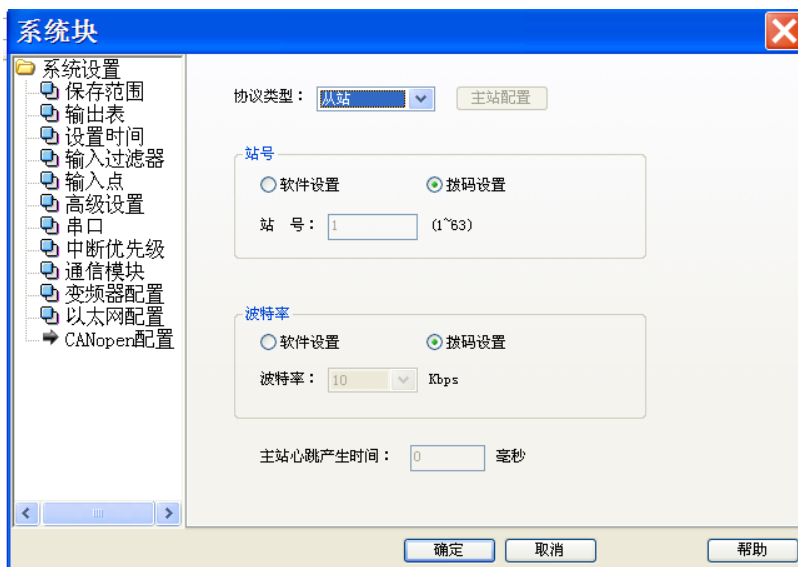 系统块
系统设置
保存范围
输出表
设置时间
输入过滤器
输入点
高级设置
串口
中断优先级
通信模块
变频器配置
以太网配置
CANopen配置
协议类型： 从站 主站配置
站号
软件设置 拨码设置
站 号： 1 (1~63)
波特率
软件设置 拨码设置
波特率： 10 Kbps
主站心跳产生时间： 0 毫秒
确定 取消 帮助